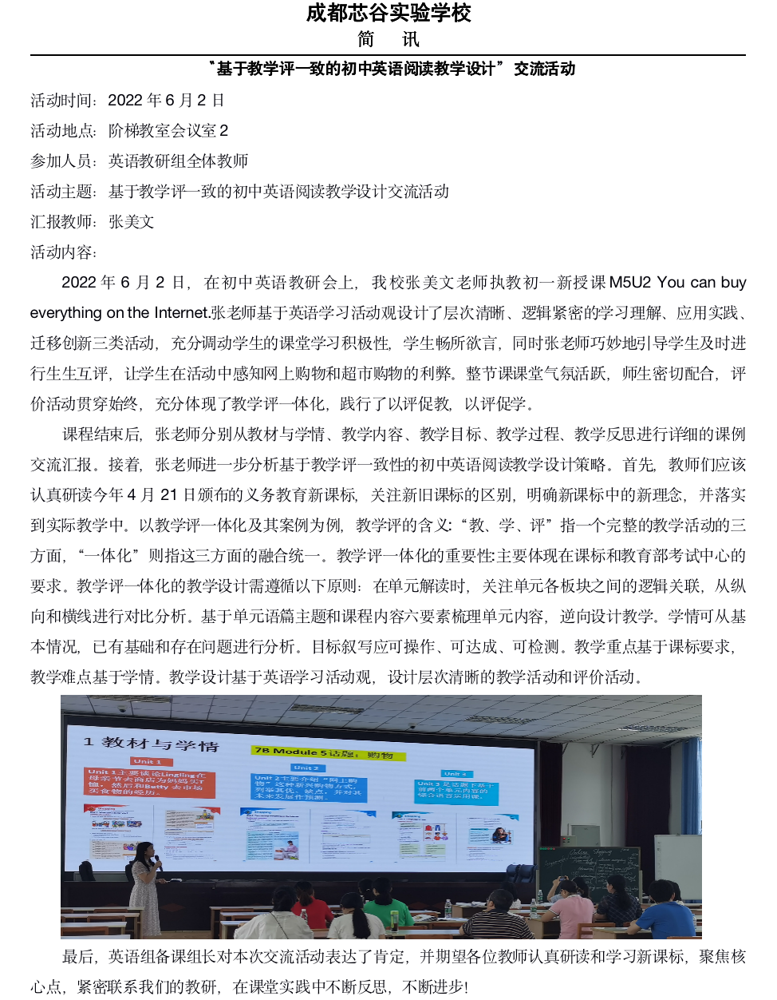 成都芯谷实验学校
简 讯
“基于教学评一致的初中英语阅读教学设计” 交流活动
活动时间：2022 年 6 月 2 日
活动地点：阶梯教室会议室 2
参加人员：英语教研组全体教师
活动主题：基于教学评一致的初中英语阅读教学设计交流活动
汇报教师：张美文
活动内容：
2022 年 6 月 2 日，在初中英语教研会上，我校张美文老师执教初一新授课 M5U2 You can buy
everything on the Internet.张老师基于英语学习活动观设计了层次清晰、逻辑紧密的学习理解、应用实践、
迁移创新三类活动，充分调动学生的课堂学习积极性，学生畅所欲言，同时张老师巧妙地引导学生及时进
行生生互评，让学生在活动中感知网上购物和超市购物的利弊。整节课课堂气氛活跃，师生密切配合，评
价活动贯穿始终，充分体现了教学评一体化，践行了以评促教，以评促学。
课程结束后，张老师分别从教材与学情、教学内容、教学目标、教学过程、教学反思进行详细的课例
交流汇报。接着，张老师进一步分析基于教学评一致性的初中英语阅读教学设计策略。首先，教师们应该
认真研读今年 4 月 21 日颁布的义务教育新课标，关注新旧课标的区别，明确新课标中的新理念，并落实
到实际教学中。以教学评一体化及其案例为例，教学评的含义：“教、学、评”指一个完整的教学活动的三
方面，“一体化”则指这三方面的融合统一。教学评一体化的重要性:主要体现在课标和教育部考试中心的
要求。教学评一体化的教学设计需遵循以下原则：在单元解读时，关注单元各板块之间的逻辑关联，从纵
向和横线进行对比分析。基于单元语篇主题和课程内容六要素梳理单元内容，逆向设计教学。学情可从基
本情况，已有基础和存在问题进行分析。目标叙写应可操作、可达成、可检测。教学重点基于课标要求，
教学难点基于学情。教学设计基于英语学习活动观，设计层次清晰的教学活动和评价活动。
1 教材与学情
7B Module 5话题：购物
Unit 1
Unit 1主要谈论Lingling在
母亲节去商店为妈妈买T
恤，然后和Betty 去市场
买食物的经历。
Unit 2
Unit 2主要介绍“网上购
物”这种新兴购物方式，
到第其优、缺点，并对其
未来发展作预测。
Unit 3
Unit 3 是话题下基于
前两个单元内容的
综合语言运用课。
最后，英语组备课组长对本次交流活动表达了肯定，并期望各位教师认真研读和学习新课标，聚焦核
心点，紧密联系我们的教研，在课堂实践中不断反思，不断进步！